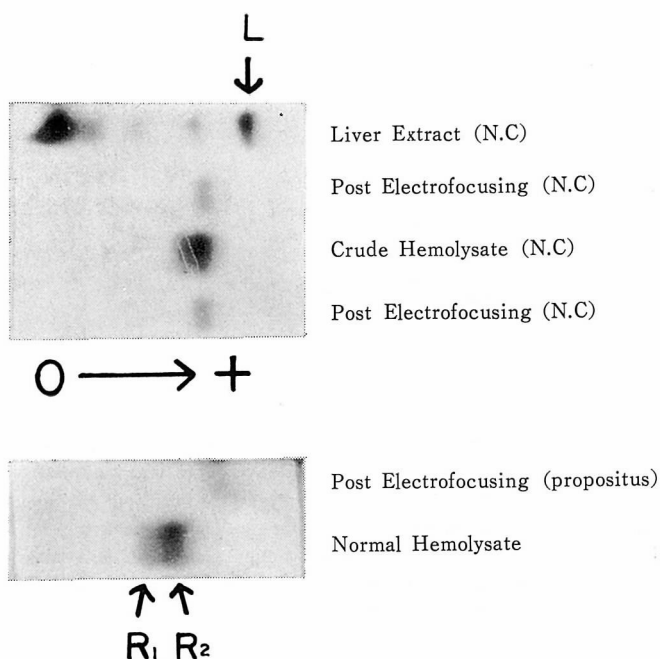 L
Liver Extract (N.C)
Post Electrofocusing (N.C)
Crude Hemolysate (N.C)
Post Electrofocusing (N.C)
O +
Post Electrofocusing (propositus)
Normal Hemolysate
R₁ R₂